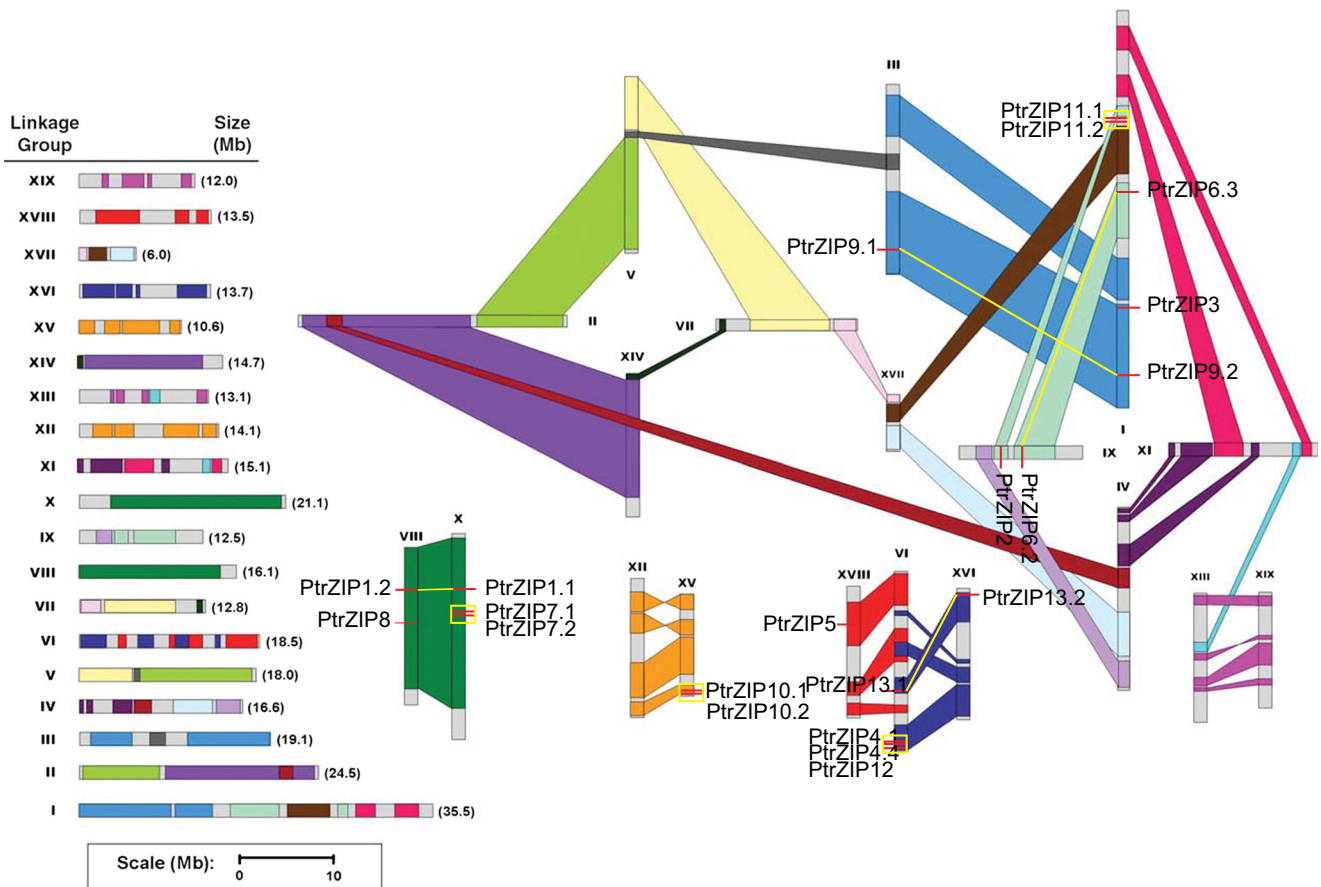 Linkage Group
Size (Mb)
XIX (12.0)
XVIII (13.5)
XVII (6.0)
XVI (13.7)
XV (10.6)
XIV (14.7)
XIII (13.1)
XII (14.1)
XI (15.1)
X (21.1)
IX (12.5)
VIII (16.1)
VII (12.8)
VI (18.5)
V (18.0)
IV (16.6)
III (19.1)
II (24.5)
I (35.5)
Scale (Mb):
0 10
III
PtrZIP11.1
PtrZIP11.2
PtrZIP6.3
PtrZIP9.1
V
PtrZIP3
II
VII
XIV
XVII
PtrZIP9.2
I
IX
XI
IV
PtrZIP2
PtrZIP6.2
VIII
X
PtrZIP1.2
PtrZIP1.1
PtrZIP8
PtrZIP7.1
PtrZIP7.2
XII
XV
PtrZIP10.1
PtrZIP10.2
XVIII
VI
XVI
PtrZIP13.2
PtrZIP5
PtrZIP13.1
PtrZIP4.1
PtrZIP4.4
PtrZIP12
XIII
XIX